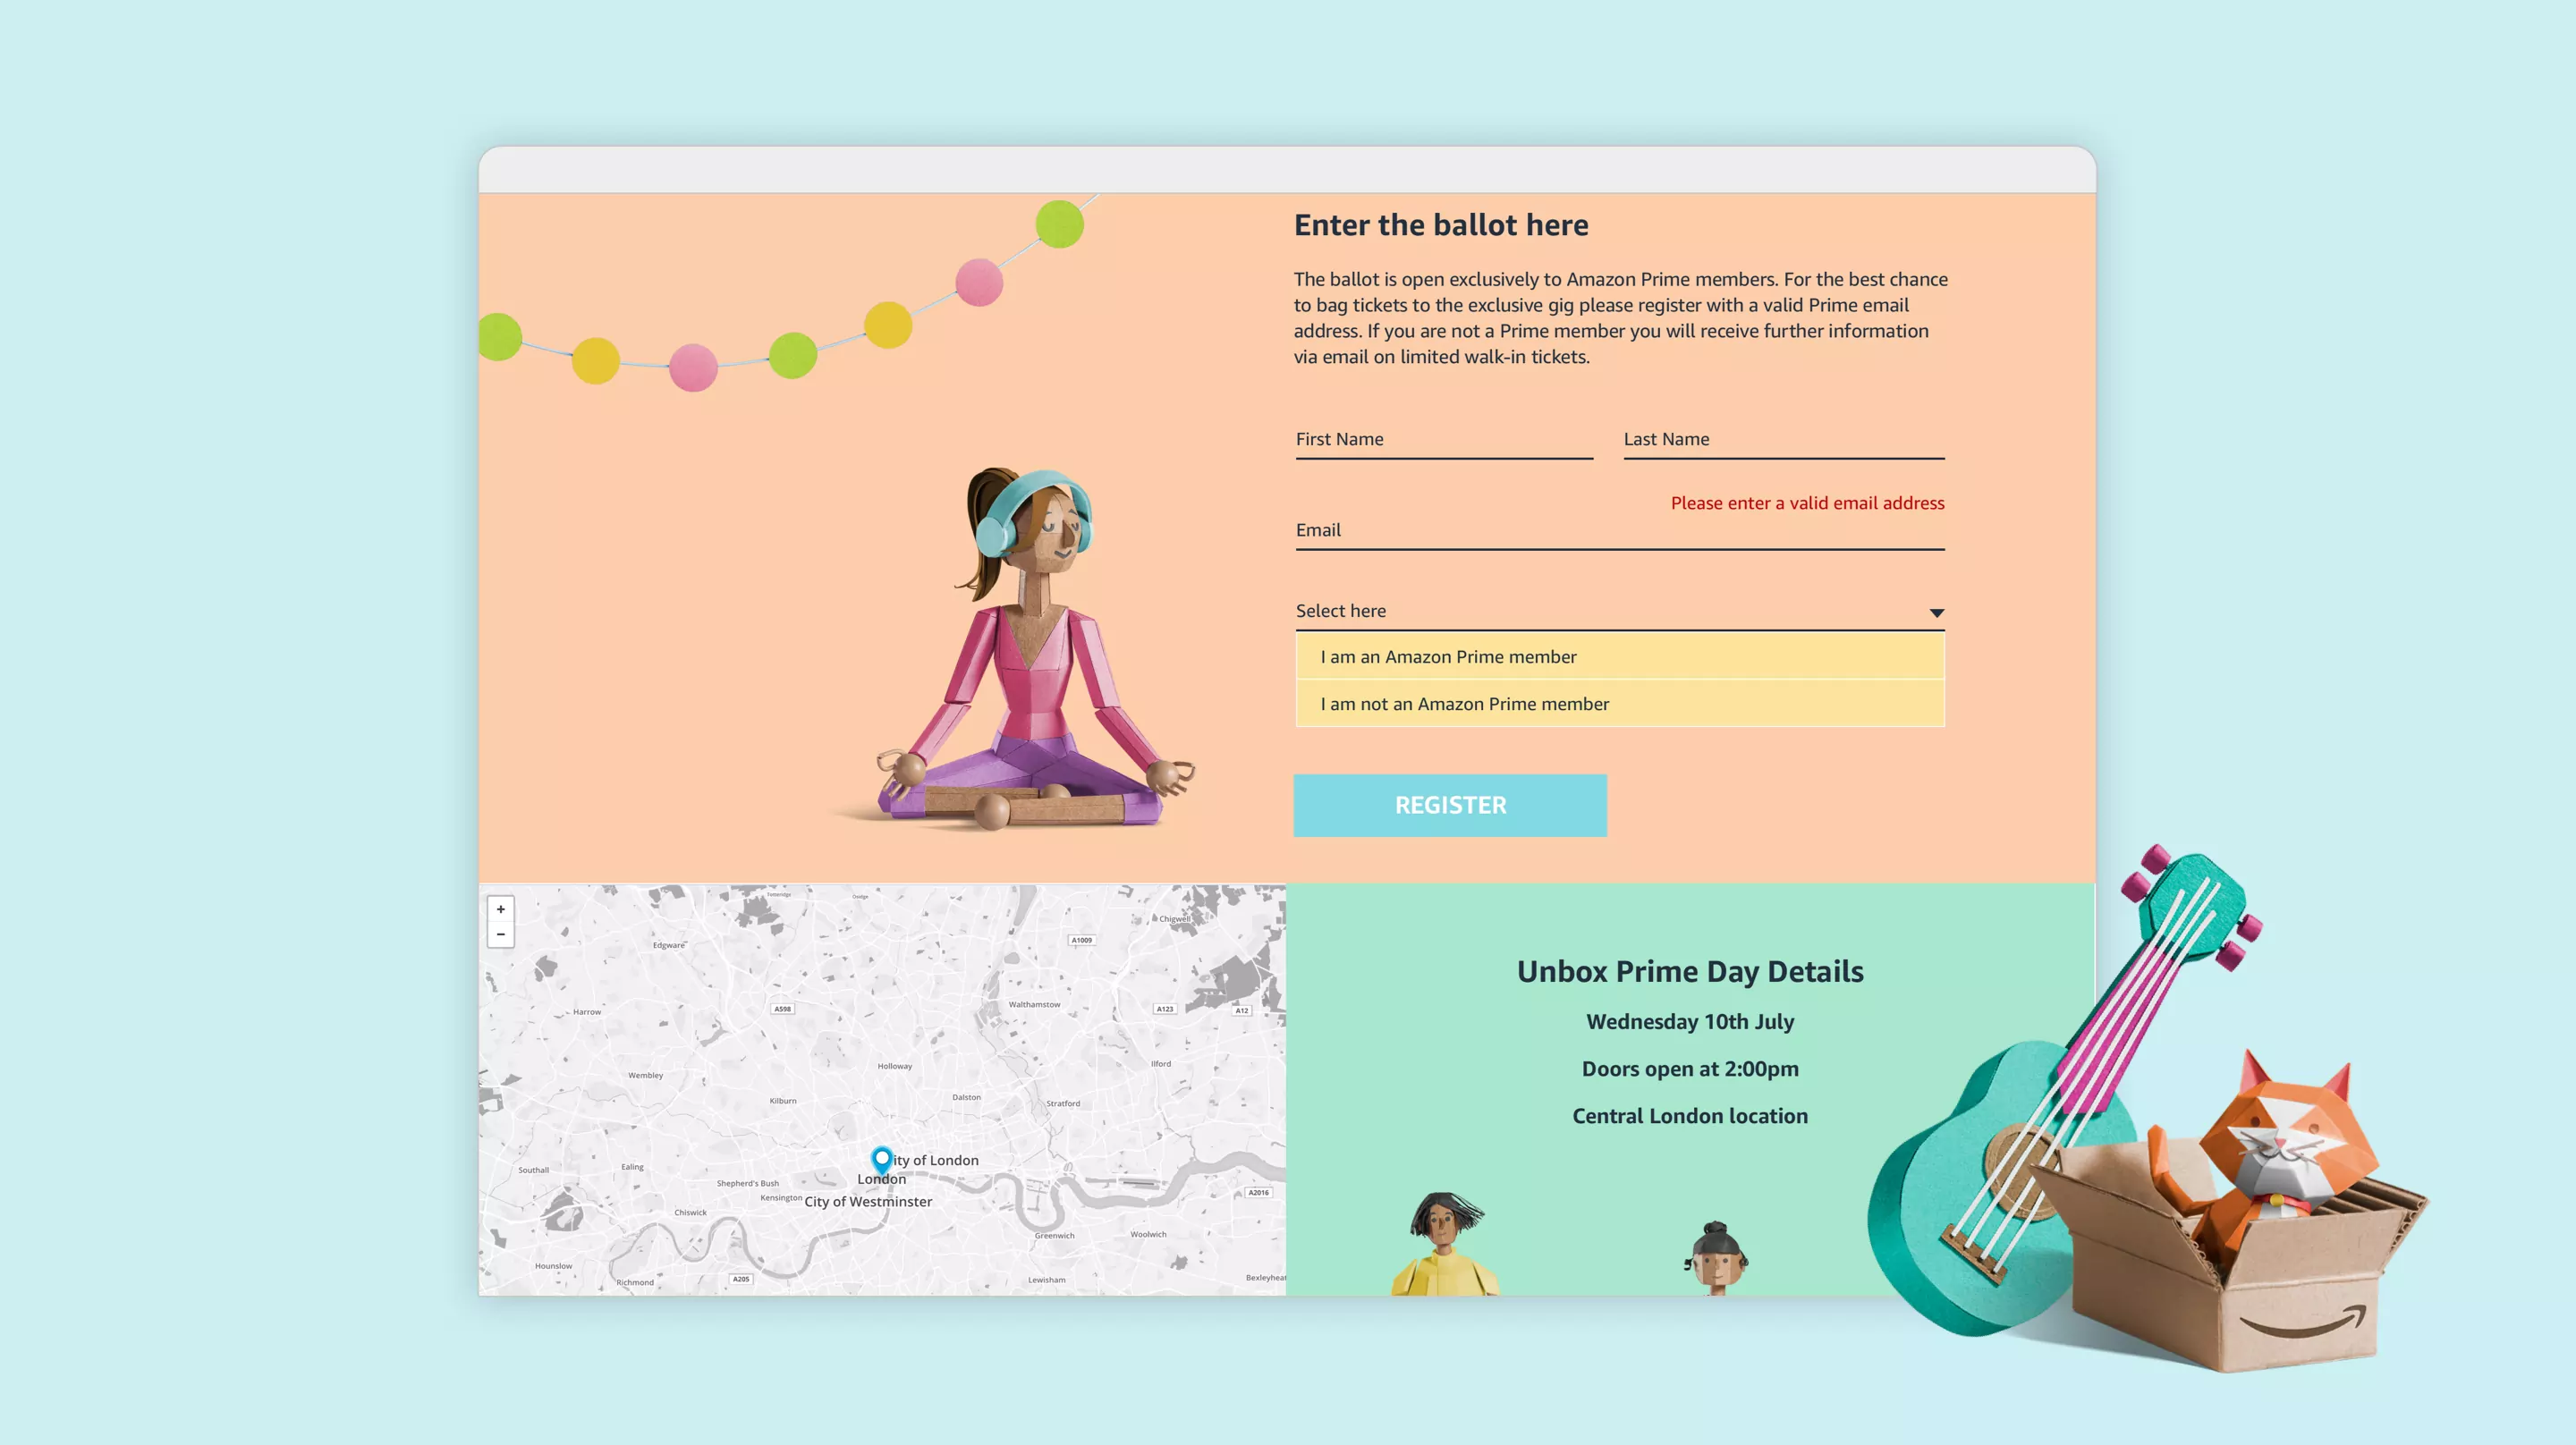 Enter the ballot here
The ballot is open exclusively to Amazon Prime members. For the best chance
to bag tickets to the exclusive gig please register with a valid Prime email
address. If you are not a Prime member you will receive further information
via email on limited walk-in tickets.
First Name
Last Name
Please enter a valid email address
Email
Select here
I am an Amazon Prime member
I am not an Amazon Prime member
REGISTER
+
−
Totteridge
Chigwell
Edgware
A1009
Walthamstow
A598
A123
A12
Harrow
Holloway
Ilford
Wembley
Dalston
Kilburn
Stratford
ity of London
Southall
Ealing
London
Shepherd's Bush
Kensington
City of Westminster
A2016
Chiswick
Greenwich
Woolwich
Hounslow
Richmond
A205
Lewisham
Bexleyheat
Unbox Prime Day Details
Wednesday 10th July
Doors open at 2:00pm
Central London location